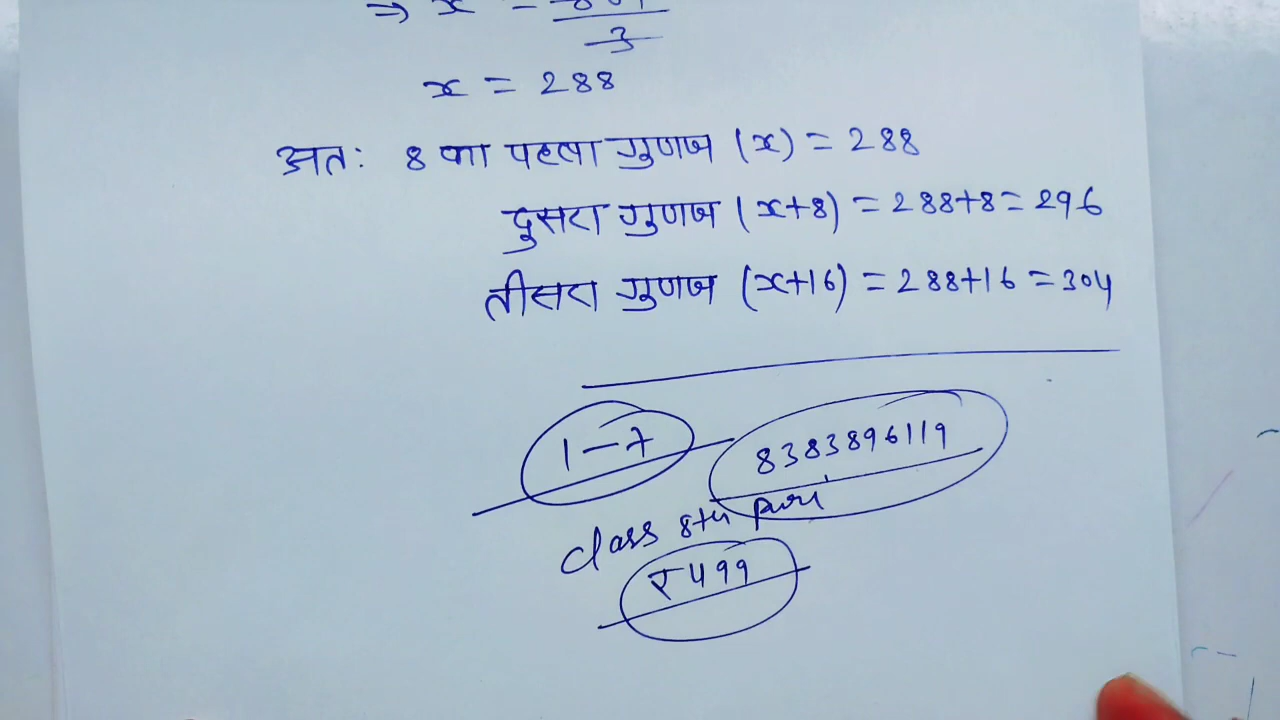 ⇒ x =
3
x = 288
अतः 8 का पहला गुणज (x) = 288
दुसरा गुणज (x+8) = 288+8 = 296
तीसरा गुणज (x+16) = 288+16 = 304
1-7 8383896119
class 8th
₹499